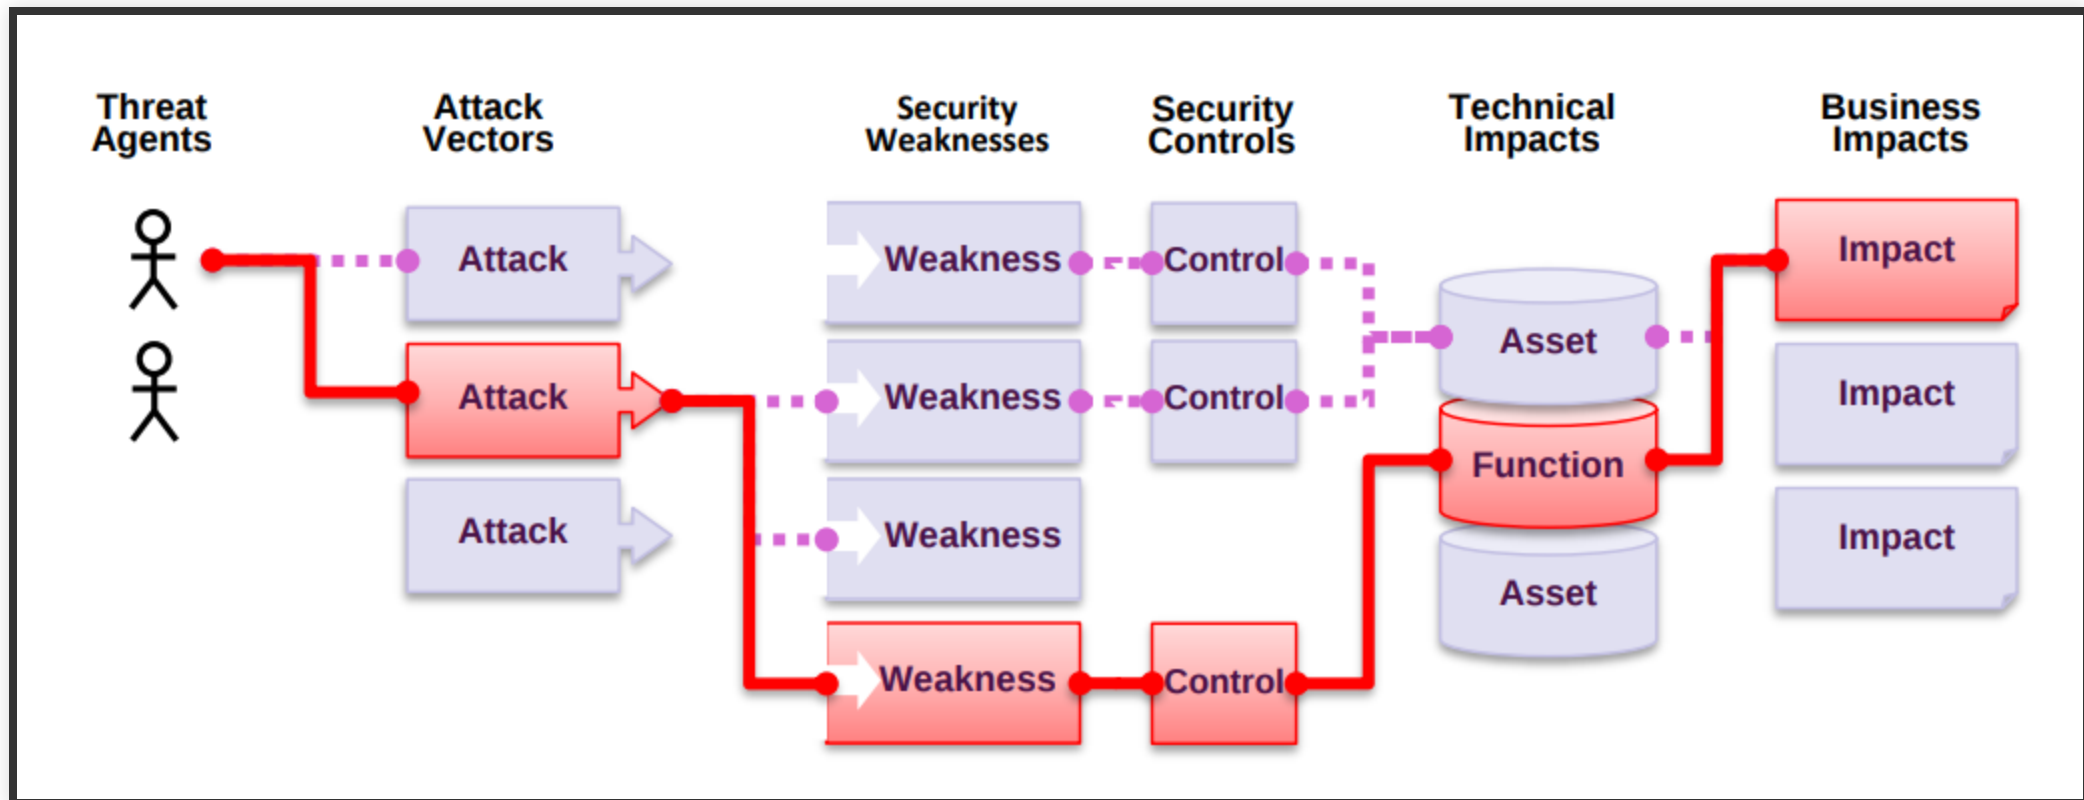 Threat
Agents
Attack
Vectors
Security
Weaknesses
Security
Controls
Technical
Impacts
Business
Impacts
Attack
Weakness
Control
Asset
Impact
Attack
Weakness
Control
Function
Impact
Attack
Weakness
Asset
Impact
Weakness
Control